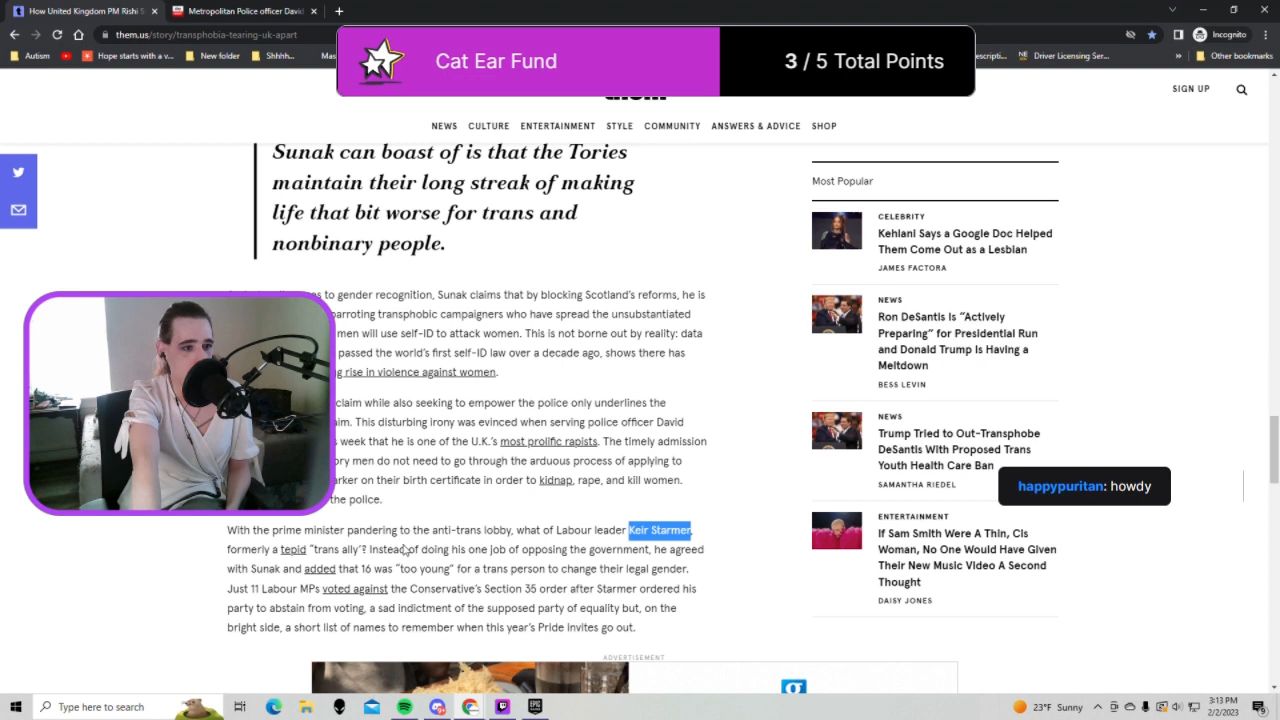 them.us/story/transphobia-tearing-uk-apart
Incognito
Autism
Hope starts with a v...
New folder
Shhhh...
Driver License Ser...
»
Other Bookmarks
Cat Ear Fund
3 / 5 Total Points
SIGN UP
NEWS CULTURE ENTERTAINMENT STYLE COMMUNITY ANSWERS & ADVICE SHOP
Sunak can boast of is that the Tories
maintain their long streak of making
life that bit worse for trans and
nonbinary people.
to gender recognition, Sunak claims that by blocking Scotland's reforms, he is
parroting transphobic campaigners who have spread the unsubstantiated
men will use self-ID to attack women. This is not borne out by reality: data
passed the world's first self-ID law over a decade ago, shows there has
rise in violence against women.
claim while also seeking to empower the police only underlines the
This disturbing irony was evinced when serving police officer David
week that he is one of the U.K.'s most prolific rapists. The timely admission
men do not need to go through the arduous process of applying to
on their birth certificate in order to kidnap, rape, and kill women.
the police.
With the prime minister pandering to the anti-trans lobby, what of Labour leader Keir Starmer,
formerly a tepid "trans ally"? Instead of doing his one job of opposing the government, he agreed
with Sunak and added that 16 was "too young" for a trans person to change their legal gender.
Just 11 Labour MPs voted against the Conservative's Section 35 order after Starmer ordered his
party to abstain from voting, a sad indictment of the supposed party of equality but, on the
bright side, a short list of names to remember when this year's Pride invites go out.
ADVERTISEMENT
Most Popular
CELEBRITY
Kehlani Says a Google Doc Helped
Them Come Out as a Lesbian
JAMES FACTORA
NEWS
Ron DeSantis Is "Actively
Preparing" for Presidential Run
and Donald Trump Is Having a
Meltdown
BESS LEVIN
NEWS
Trump Tried to Out-Transphobe
DeSantis With Proposed Trans
Youth Health Care Ban
SAMANTHA RIEDEL
happypuritan: howdy
ENTERTAINMENT
If Sam Smith Were A Thin, Cis
Woman, No One Would Have Given
Their New Music Video A Second
Thought
DAISY JONES
Type here to search
23°F Sunny
3:13 PM
2/2/2023